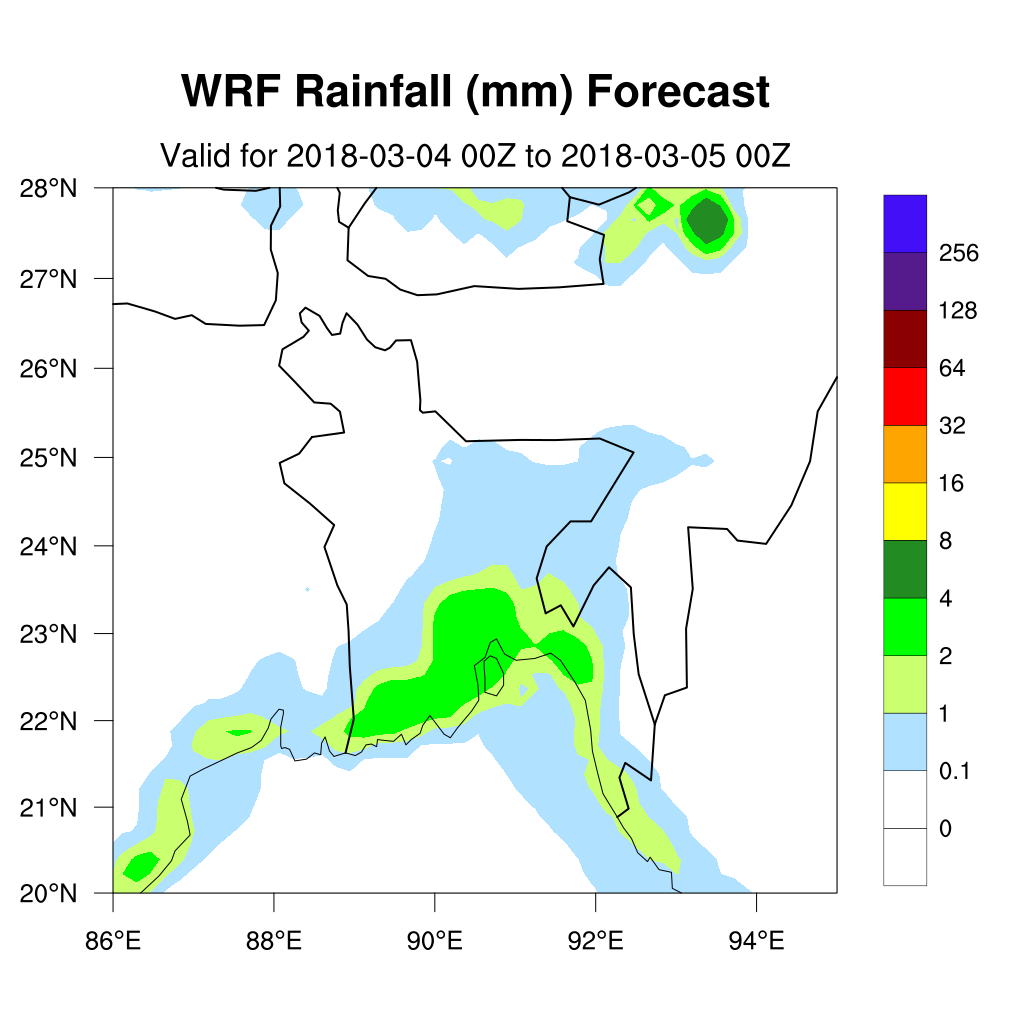 WRF Rainfall (mm) Forecast
Valid for 2018-03-04 00Z to 2018-03-05 00Z
28°N
27°N
26°N
25°N
24°N
23°N
22°N
21°N
20°N
86°E 88°E 90°E 92°E 94°E
256
128
64
32
16
8
4
2
1
0.1
0